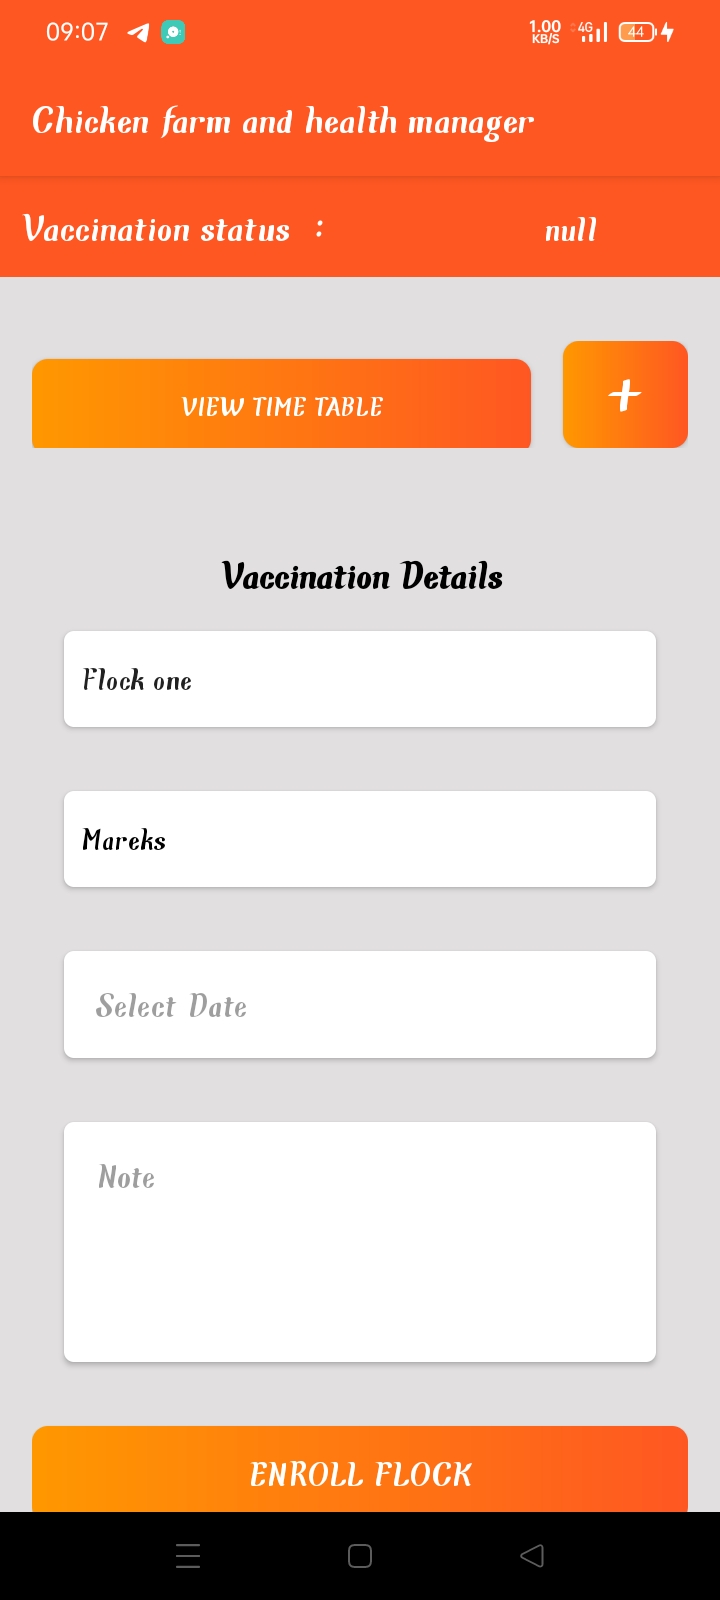 09:07 1.00 KB/S 4G 44
Chicken farm and health manager
Vaccination status : null
VIEW TIME TABLE +
Vaccination Details
Flock one
Mareks
Select Date
Note
ENROLL FLOCK